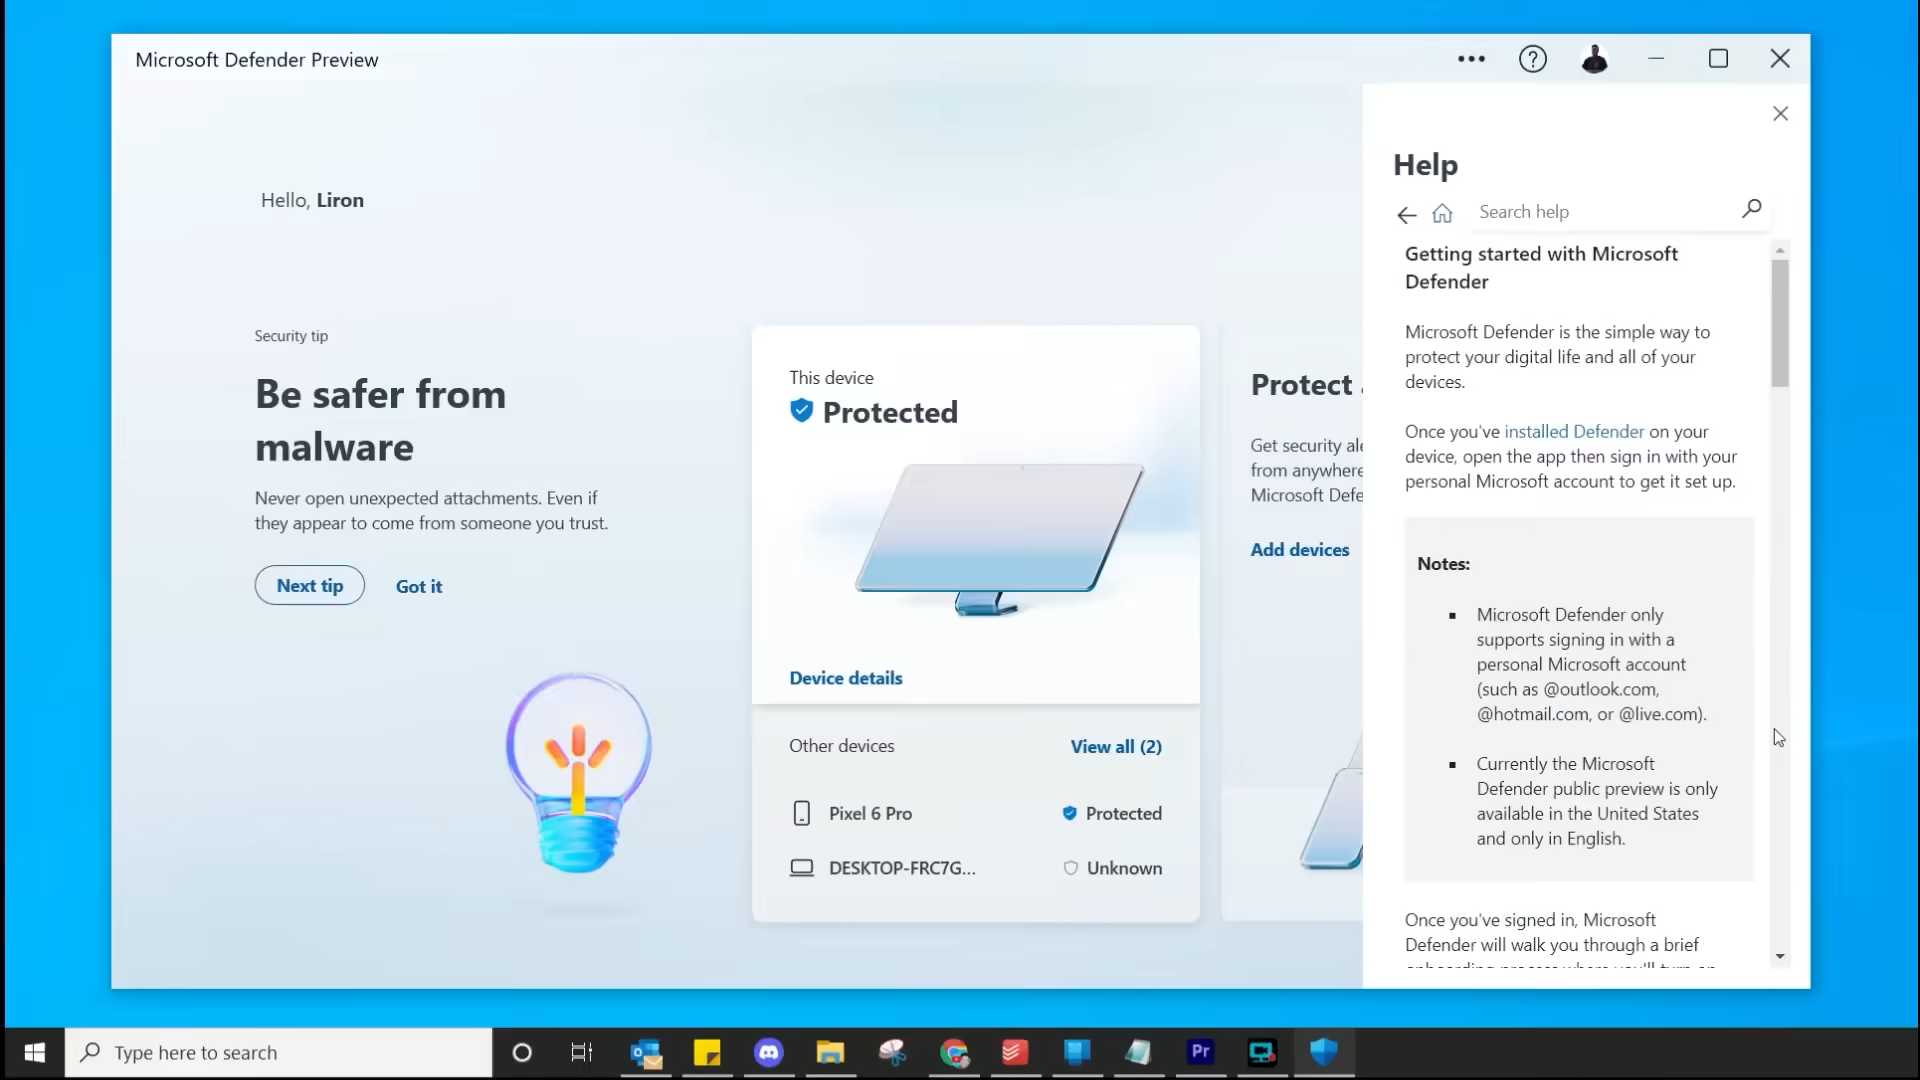 Microsoft Defender Preview
Hello, Liron
Security tip
Be safer from
malware
Never open unexpected attachments. Even if
they appear to come from someone you trust.
Next tip
Got it
This device
Protected
Device details
Other devices
View all (2)
Pixel 6 Pro
Protected
DESKTOP-FRC7G...
Unknown
Protect
Get security
from anywhere
Microsoft
Add devices
Help
Search help
Getting started with Microsoft
Defender
Microsoft Defender is the simple way to
protect your digital life and all of your
devices.
Once you've installed Defender on your
device, open the app then sign in with your
personal Microsoft account to get it set up.
Notes:
Microsoft Defender only
supports signing in with a
personal Microsoft account
(such as @outlook.com,
@hotmail.com, or @live.com).
Currently the Microsoft
Defender public preview is only
available in the United States
and only in English.
Once you've signed in, Microsoft
Defender will walk you through a brief
Type here to search
Pr